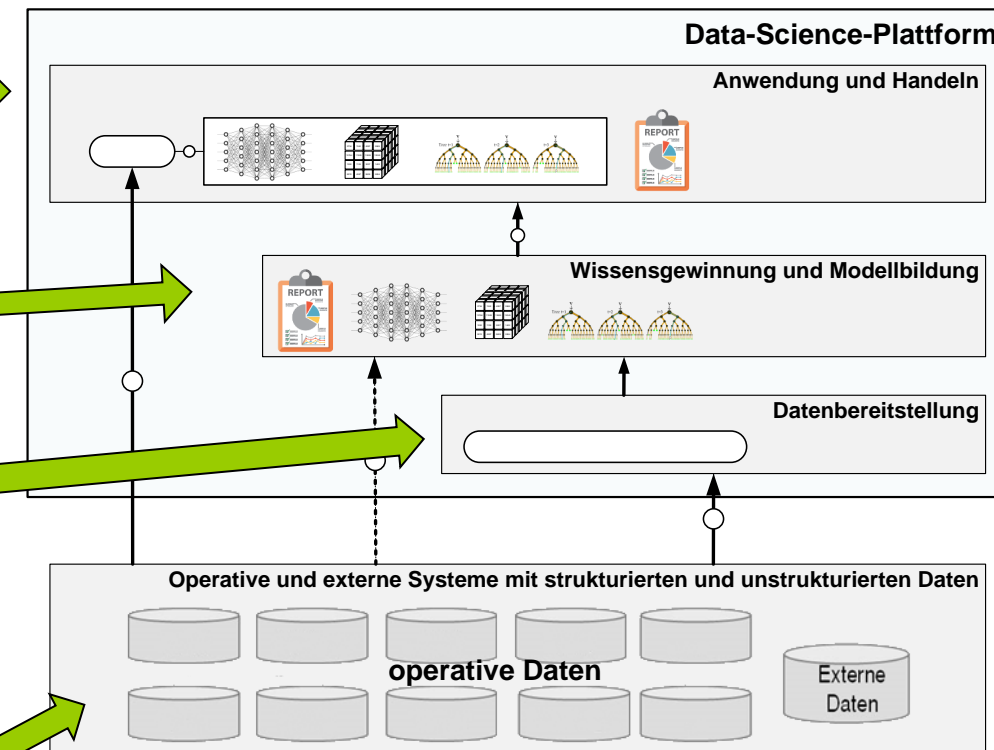 Data-Science-Plattform
Anwendung und Handeln
REPORT
Wissensgewinnung und Modellbildung
REPORT
Datenbereitstellung
Operative und externe Systeme mit strukturierten und unstrukturierten Daten
operative Daten
Externe
Daten